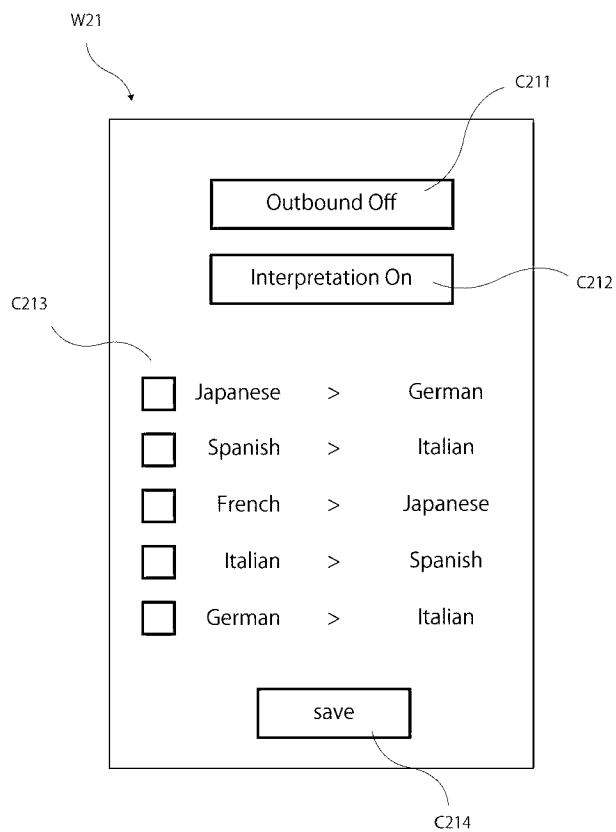 W21
C211
Outbound Off
Interpretation On
C212
C213
Japanese > German
Spanish > Italian
French > Japanese
Italian > Spanish
German > Italian
save
C214